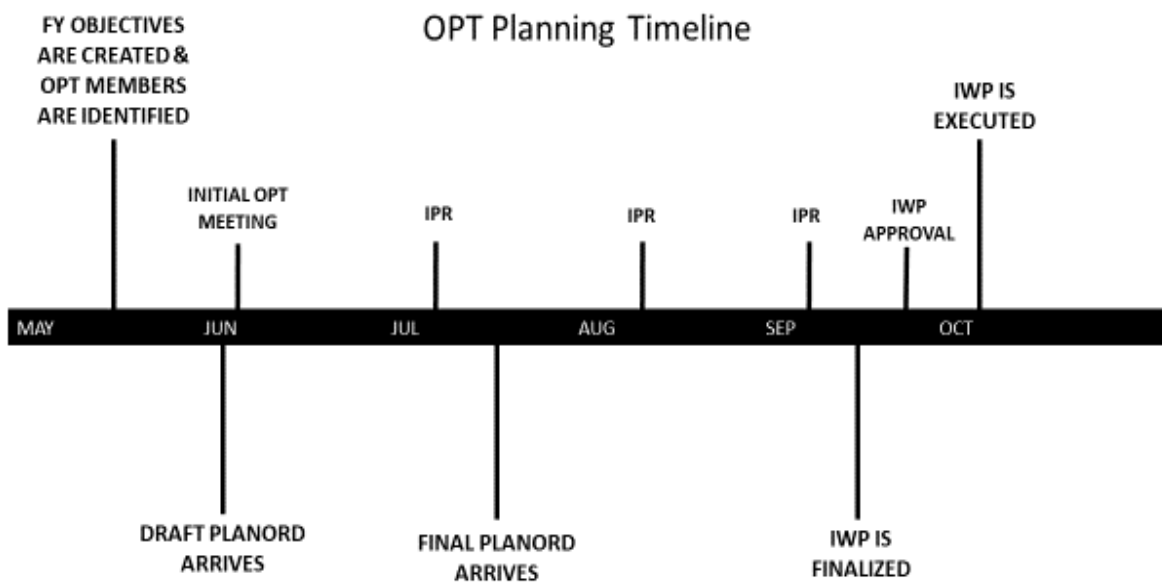 OPT Planning Timeline
FY OBJECTIVES
ARE CREATED &
OPT MEMBERS
ARE IDENTIFIED
INITIAL OPT
MEETING
IPR
IPR
IPR
IWP
APPROVAL
IWP IS
EXECUTED
MAY JUN JUL AUG SEP OCT
DRAFT PLANORD
ARRIVES
FINAL PLANORD
ARRIVES
IWP IS
FINALIZED